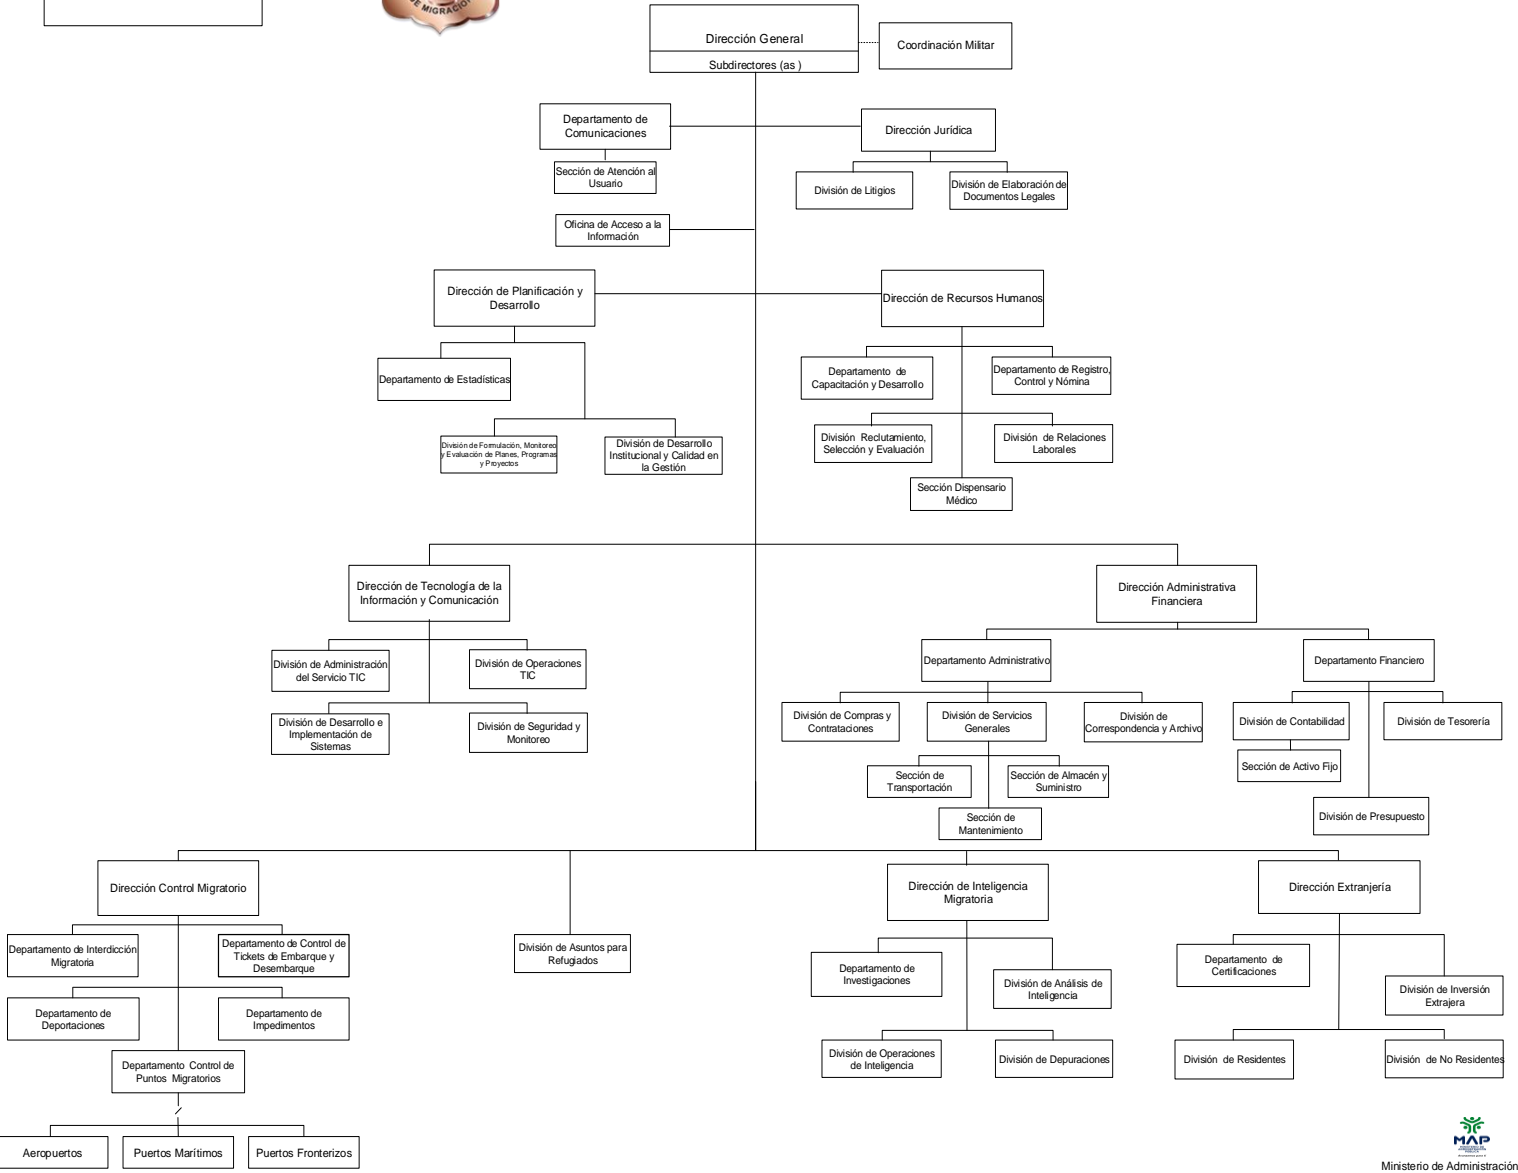 DE MIGRACIÓN
Dirección General
Subdirectores (as )
Coordinación Militar
Departamento de
Comunicaciones
Dirección Jurídica
Sección de Atención al
Usuario
División de Litigios
División de Elaboración de
Documentos Legales
Oficina de Acceso a la
Información
Dirección de Planificación y
Desarrollo
Dirección de Recursos Humanos
Departamento de Estadísticas
Departamento de
Capacitación y Desarrollo
Departamento de Registro,
Control y Nómina
División de Formulación, Monitoreo
y Evaluación de Planes, Programas
y Proyectos
División de Desarrollo
Institucional y Calidad en
la Gestión
División Reclutamiento,
Selección y Evaluación
División de Relaciones
Laborales
Sección Dispensario
Médico
Dirección de Tecnología de la
Información y Comunicación
Dirección Administrativa
Financiera
División de Administración
del Servicio TIC
División de Operaciones
TIC
Departamento Administrativo
Departamento Financiero
División de Desarrollo e
Implementación de
Sistemas
División de Seguridad y
Monitoreo
División de Compras y
Contrataciones
División de Servicios
Generales
División de
Correspondencia y Archivo
División de Contabilidad
División de Tesorería
Sección de
Transportación
Sección de Almacén y
Suministro
Sección de Activo Fijo
Sección de
Mantenimiento
División de Presupuesto
Dirección Control Migratorio
Dirección de Inteligencia
Migratoria
Dirección Extranjería
Departamento de Interdicción
Migratoria
Departamento de Control de
Tickets de Embarque y
Desembarque
División de Asuntos para
Refugiados
Departamento de
Investigaciones
División de Análisis de
Inteligencia
Departamento de
Certificaciones
División de Inversión
Extrajera
Departamento de
Deportaciones
Departamento de
Impedimentos
División de Operaciones
de Inteligencia
División de Depuraciones
División de Residentes
División de No Residentes
Departamento Control de
Puntos Migratorios
Aeropuertos
Puertos Marítimos
Puertos Fronterizos
MAP
Ministerio de Administración